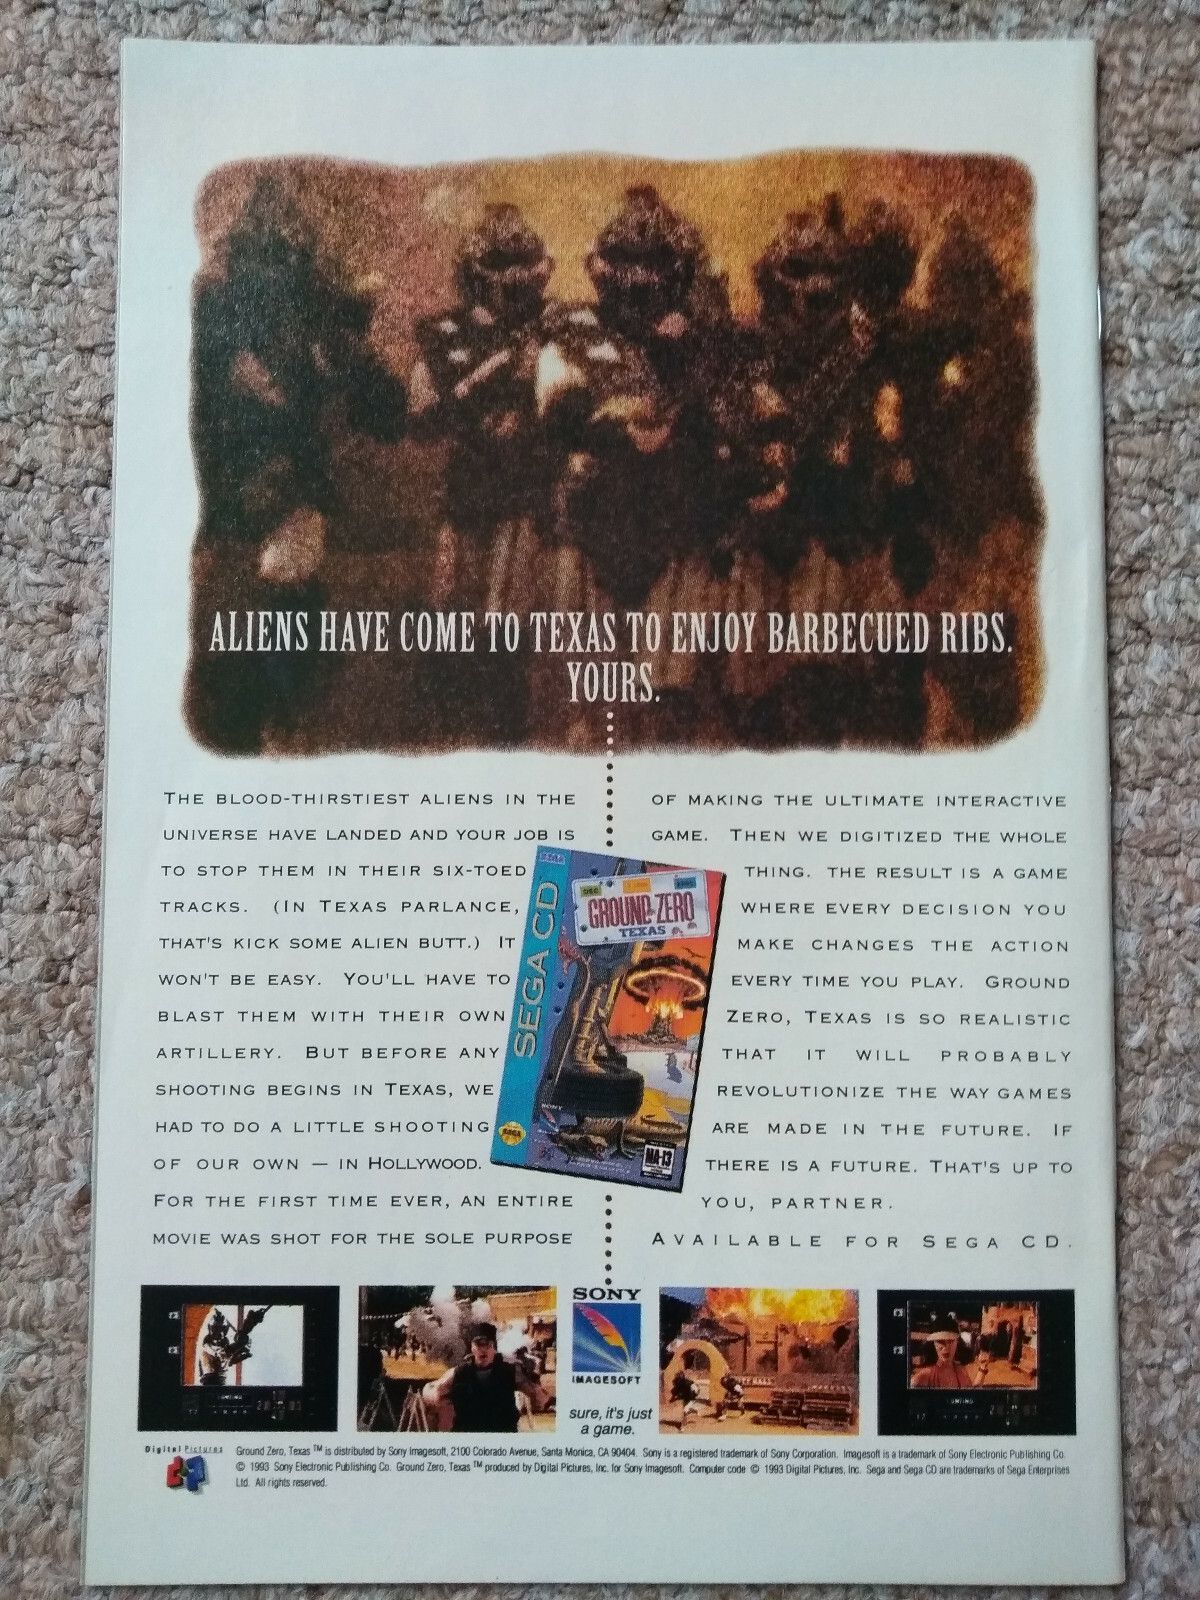 ALIENS HAVE COME TO TEXAS TO ENJOY BARBECUED RIBS.
YOURS.
THE BLOOD-THIRSTIEST ALIENS IN THE
UNIVERSE HAVE LANDED AND YOUR JOB IS
TO STOP THEM IN THEIR SIX-TOED
TRACKS. (IN TEXAS PARLANCE,
THAT'S KICK SOME ALIEN BUTT.) IT
WON'T BE EASY. YOU'LL HAVE TO
BLAST THEM WITH THEIR OWN
ARTILLERY. BUT BEFORE ANY
SHOOTING BEGINS IN TEXAS, WE
HAD TO DO A LITTLE SHOOTING
OF OUR OWN — IN HOLLYWOOD.
FOR THE FIRST TIME EVER, AN ENTIRE
MOVIE WAS SHOT FOR THE SOLE PURPOSE
OF MAKING THE ULTIMATE INTERACTIVE
GAME. THEN WE DIGITIZED THE WHOLE
THING. THE RESULT IS A GAME
WHERE EVERY DECISION YOU
MAKE CHANGES THE ACTION
EVERY TIME YOU PLAY. GROUND
ZERO, TEXAS IS SO REALISTIC
THAT IT WILL PROBABLY
REVOLUTIONIZE THE WAY GAMES
ARE MADE IN THE FUTURE. IF
THERE IS A FUTURE. THAT'S UP TO
YOU, PARTNER.
AVAILABLE FOR SEGA CD.
SEGA
SEGA CD
DEC
GROUND ZERO
TEXAS
SONY
SEGA
MA-13
SONY
IMAGESOFT
sure, it's just
a game.
Digital Pictures
Ground Zero, Texas ™ is distributed by Sony Imagesoft, 2100 Colorado Avenue, Santa Monica, CA 90404. Sony is a registered trademark of Sony Corporation. Imagesoft is a trademark of Sony Electronic Publishing Co.
© 1993 Sony Electronic Publishing Co. Ground Zero, Texas ™ produced by Digital Pictures, Inc. for Sony Imagesoft. Computer code © 1993 Digital Pictures, Inc. Sega and Sega CD are trademarks of Sega Enterprises
Ltd. All rights reserved.